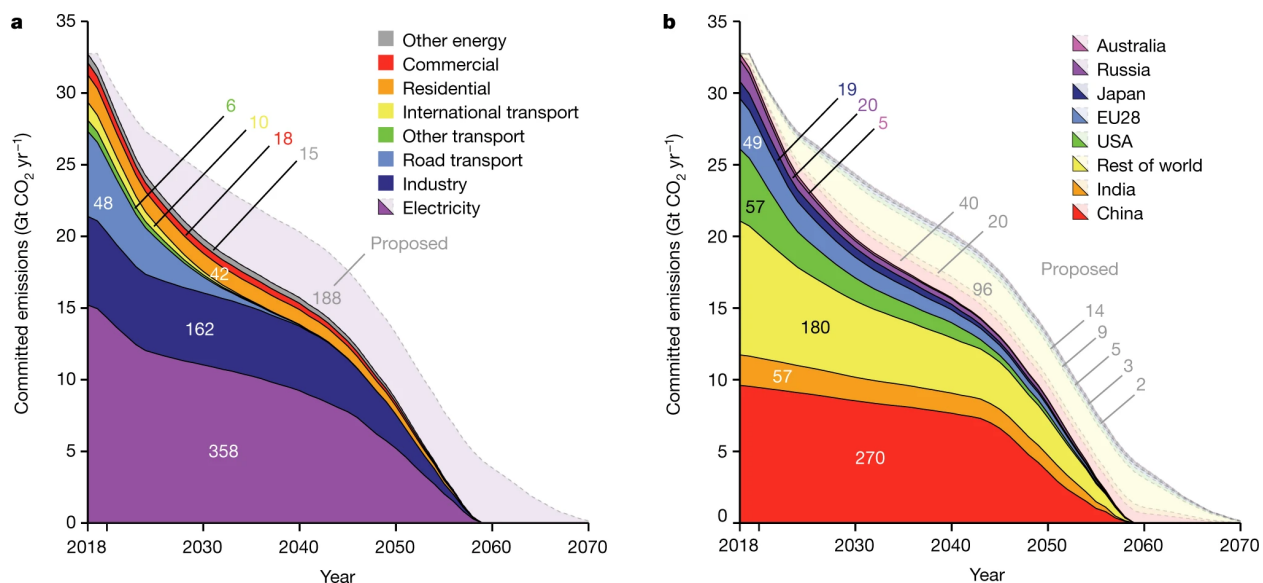 a
35
30
25
20
15
10
5
0
Committed emissions (Gt CO2 yr−1)
2018
2030
2040
2050
2060
2070
Year
Other energy
Commercial
Residential
International transport
Other transport
Road transport
Industry
Electricity
6
10
18
15
48
42
Proposed
188
162
358
b
35
30
25
20
15
10
5
0
Committed emissions (Gt CO2 yr−1)
2018
2030
2040
2050
2060
2070
Year
Australia
Russia
Japan
EU28
USA
Rest of world
India
China
19
20
5
49
57
40
20
Proposed
96
14
9
5
3
2
180
57
270